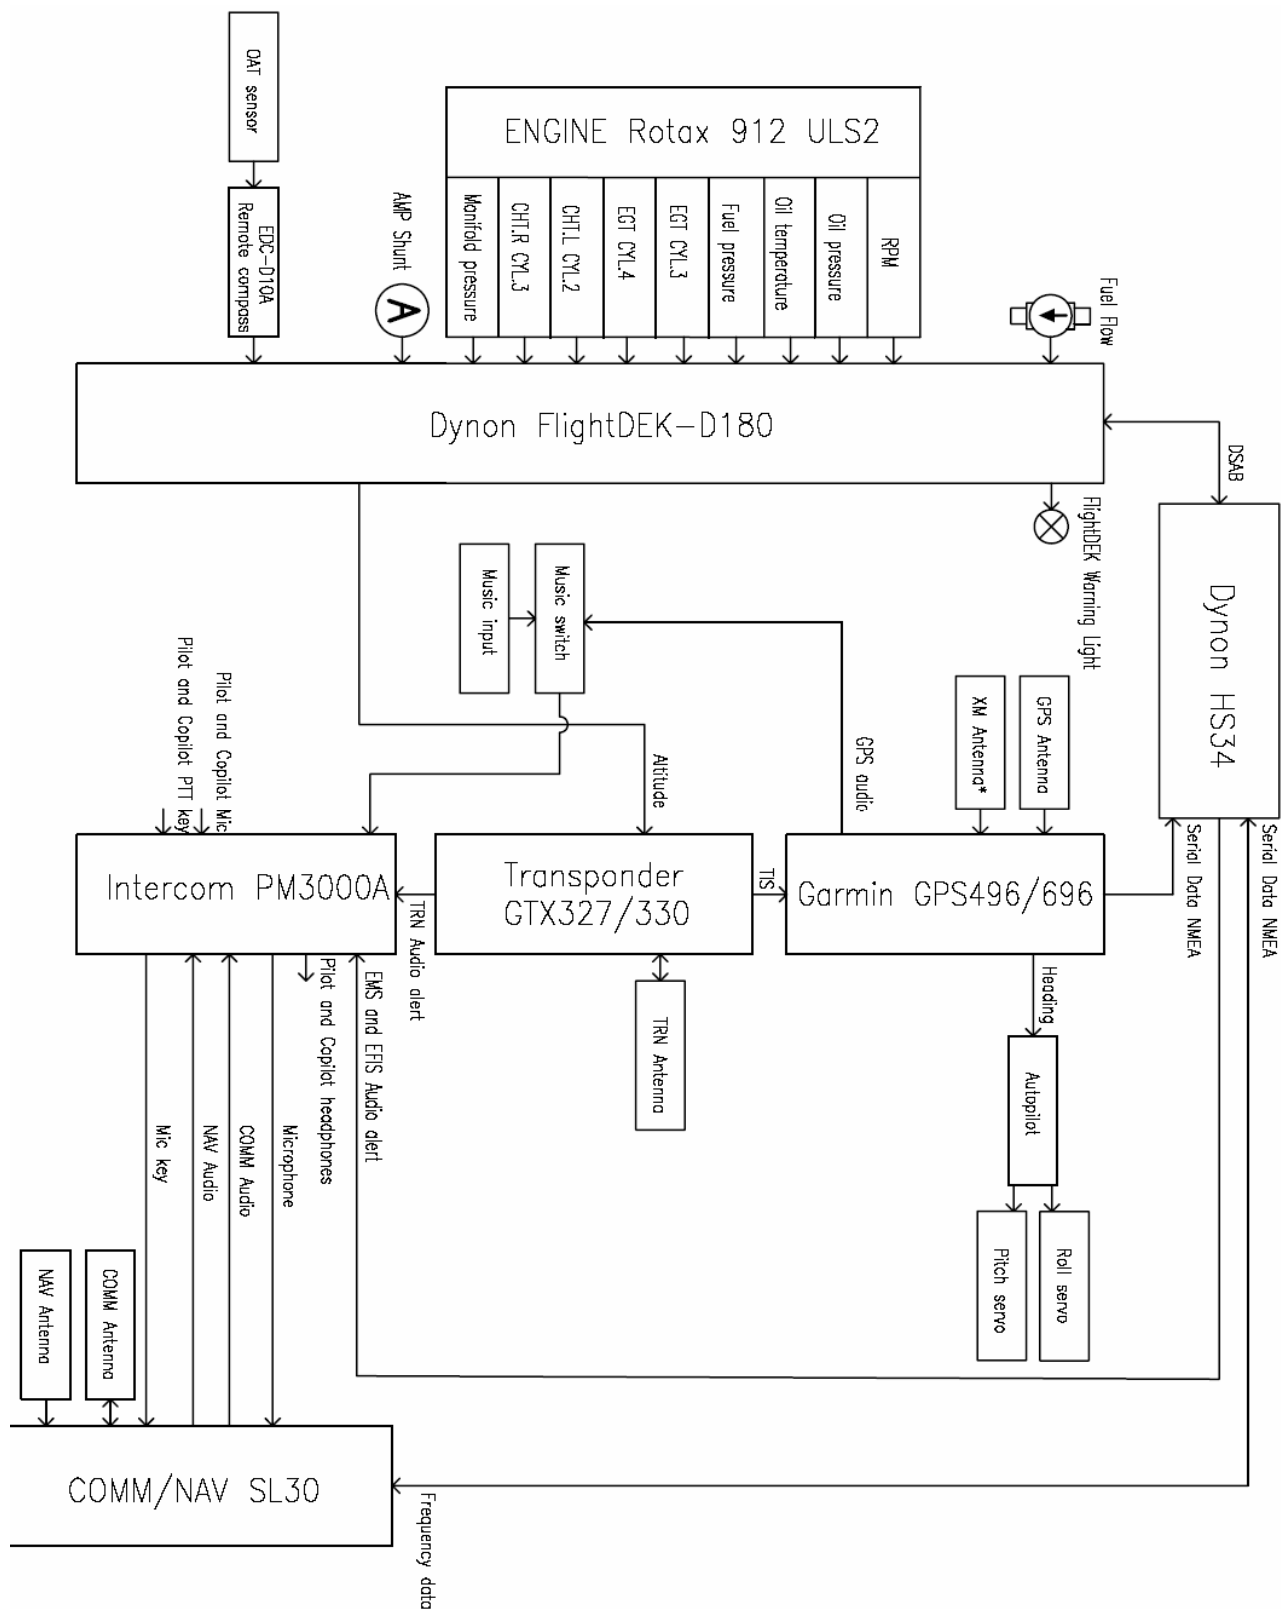 OAT sensor
EDC-D10A
Remote compass
AMP Shunt
A
ENGINE Rotax 912 ULS2
Manifold pressure
CHT.R CYL.3
CHT.L CYL.2
EGT CYL.4
EGT CYL.3
Fuel pressure
Oil temperature
Oil pressure
RPM
Fuel Flow
Dynon FlightDEK-D180
DSAB
FlightDEK Warning Light
Dynon HS34
Music input
Music switch
Pilot and Copilot PTT key
Pilot and Copilot Mic
Altitude
GPS audio
XM Antenna*
GPS Antenna
Serial Data NMEA
Serial Data NMEA
Intercom PM3000A
TRN Audio alert
Transponder
GTX327/330
TIS
Garmin GPS496/696
Pilot and Copilot headphones
EMS and EFIS Audio alert
TRN Antenna
Heading
Autopilot
Pitch servo
Roll servo
Mic key
NAV Audio
COMM Audio
Microphone
NAV Antenna
COMM Antenna
COMM/NAV SL30
Frequency data